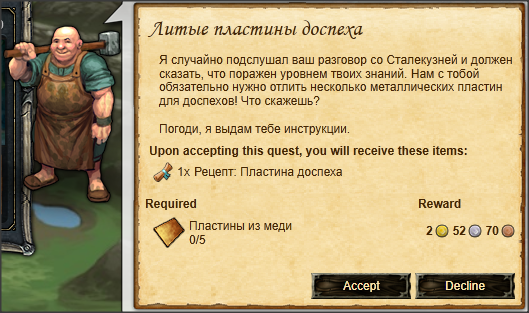 Литые пластины доспеха
Я случайно подслушал ваш разговор со Сталекузней и должен
сказать, что поражен уровнем твоих знаний. Нам с тобой
обязательно нужно отлить несколько металлических пластин
для доспехов! Что скажешь?
Погоди, я выдам тебе инструкции.
Upon accepting this quest, you will receive these items:
1x Рецепт: Пластина доспеха
Required
Reward
Пластины из меди
0/5
2 52 70
Accept
Decline